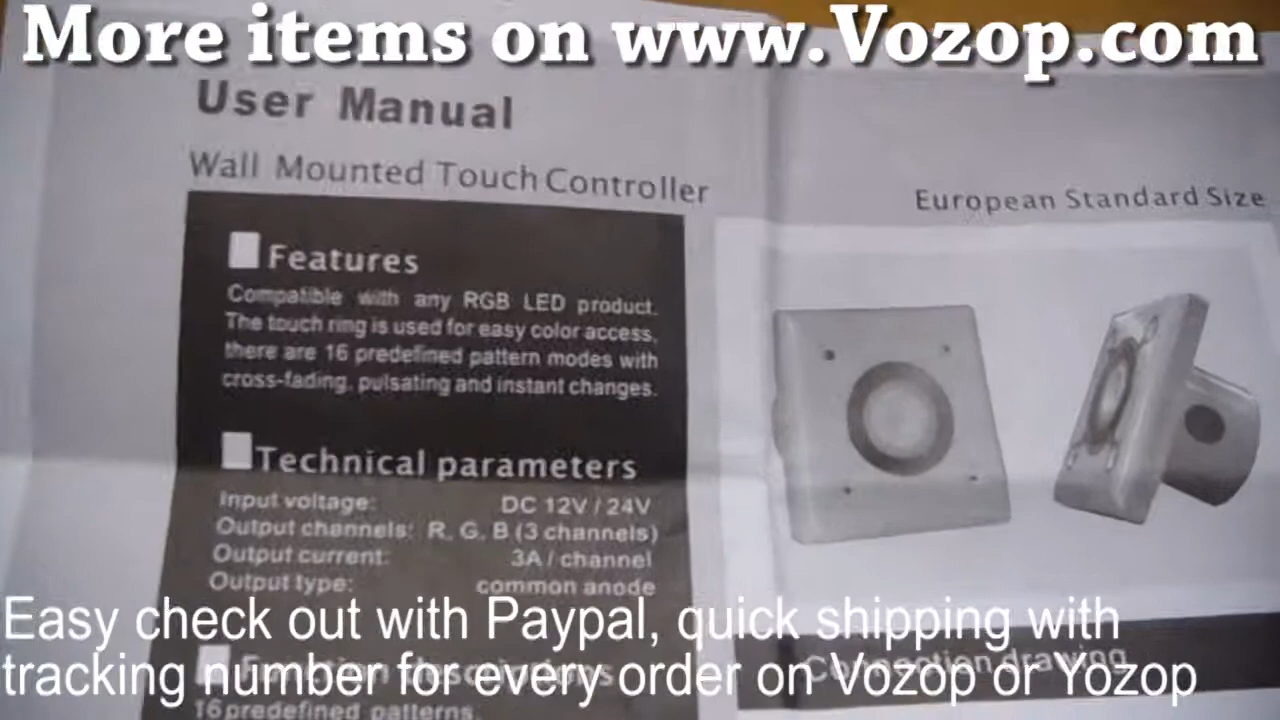 More items on www.Vozop.com
User Manual
Wall Mounted Touch Controller
European Standard Size
Features
Compatible with any RGB LED product.
The touch ring is used for easy color access,
there are 16 predefined pattern modes with
cross-fading, pulsating and instant changes.
Technical parameters
Input voltage: DC 12V / 24V
Output channels: R. G. B (3 channels)
Output current: 3A / channel
Output type: common anode
Easy check out with Paypal, quick shipping with
tracking number for every order on Vozop or Yozop
Function descriptions
Connection drawing
16 predefined patterns.